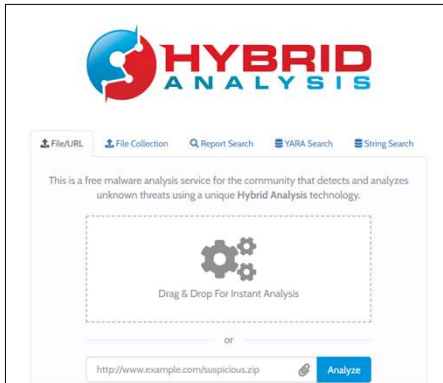 HYBRID
ANALYSIS
File/URL File Collection Report Search YARA Search String Search
This is a free malware analysis service for the community that detects and analyzes
unknown threats using a unique Hybrid Analysis technology.
Drag & Drop For Instant Analysis
or
http://www.example.com/suspicious.zip Analyze